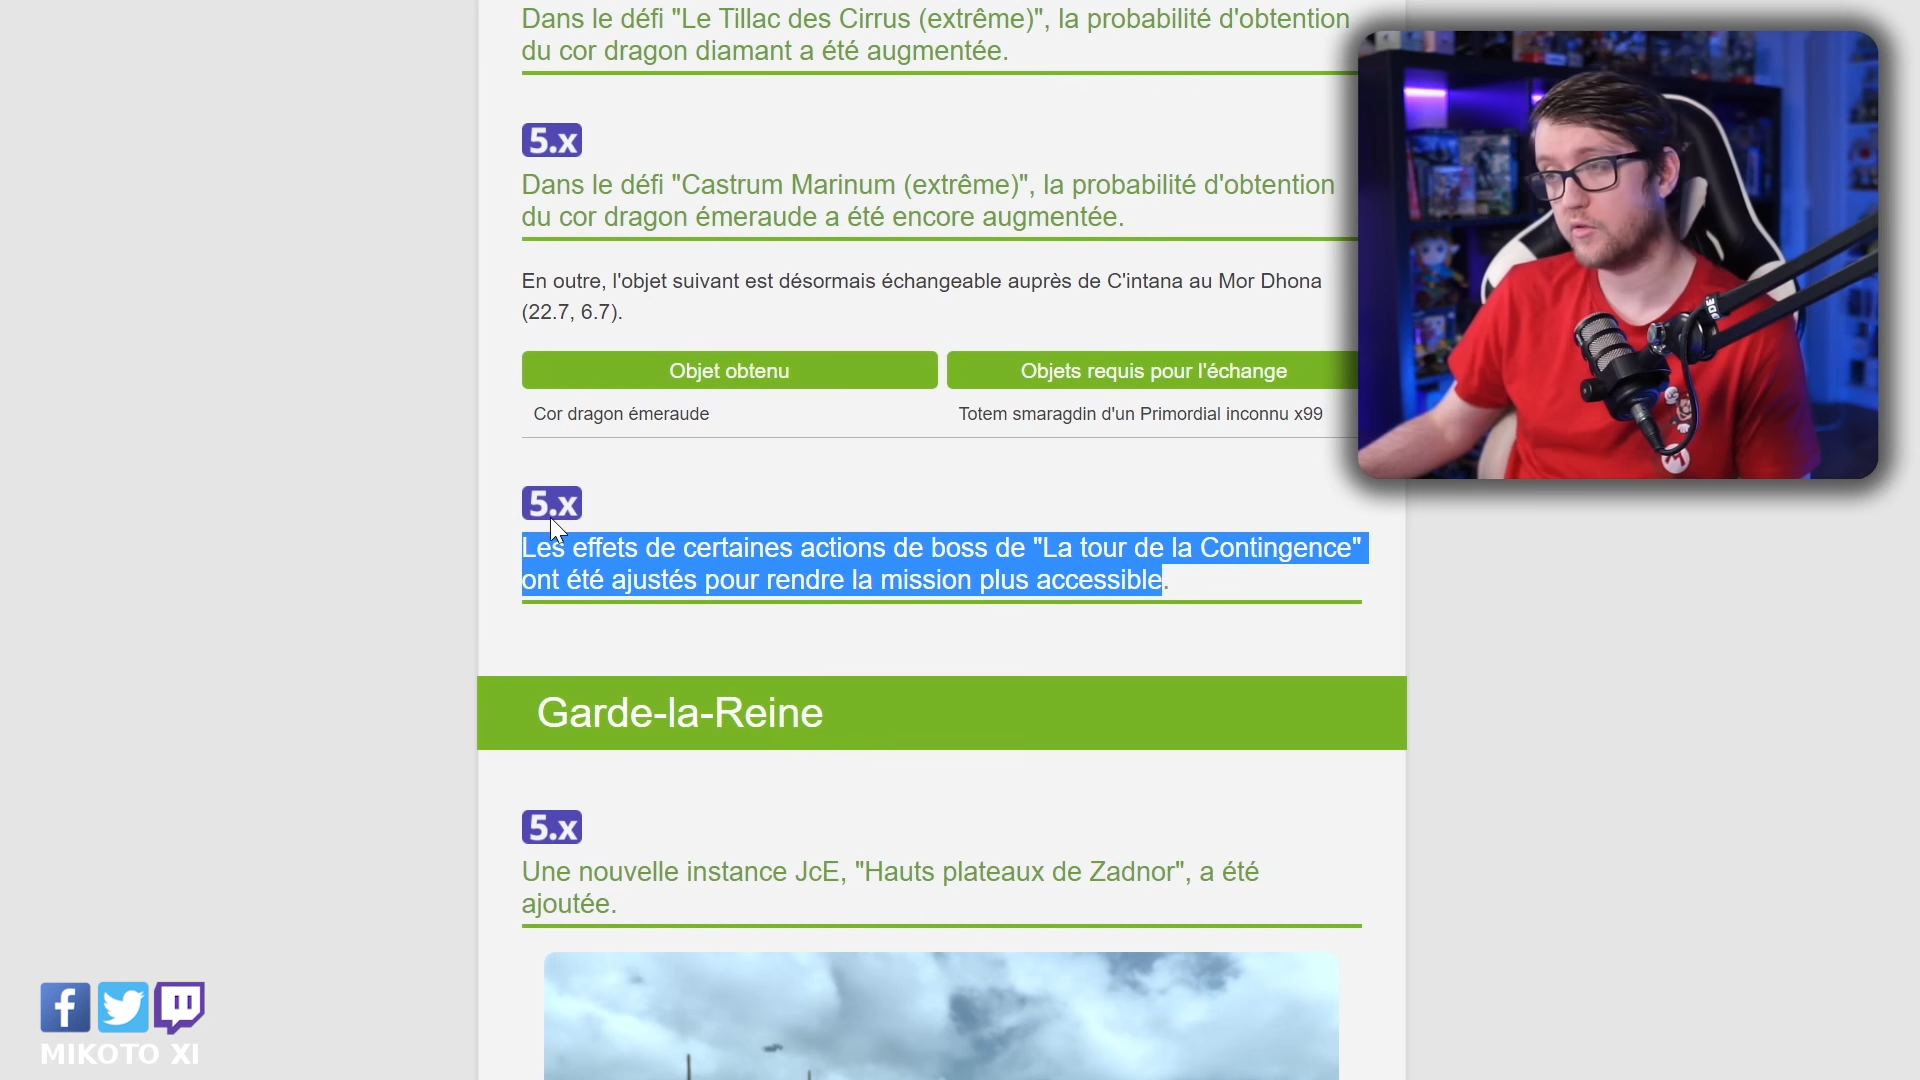 Dans le défi "Le Tillac des Cirrus (extrême)", la probabilité d'obtention
du cor dragon diamant a été augmentée.
5.x
Dans le défi "Castrum Marinum (extrême)", la probabilité d'obtention
du cor dragon émeraude a été encore augmentée.
En outre, l'objet suivant est désormais échangeable auprès de C'intana au Mor Dhona
(22.7, 6.7).
Objet obtenu
Objets requis pour l'échange
Cor dragon émeraude
Totem smaragdin d'un Primordial inconnu x99
5.x
Les effets de certaines actions de boss de "La tour de la Contingence"
ont été ajustés pour rendre la mission plus accessible.
Garde-la-Reine
5.x
Une nouvelle instance JcE, "Hauts plateaux de Zadnor", a été
ajoutée.
MIKOTO XI